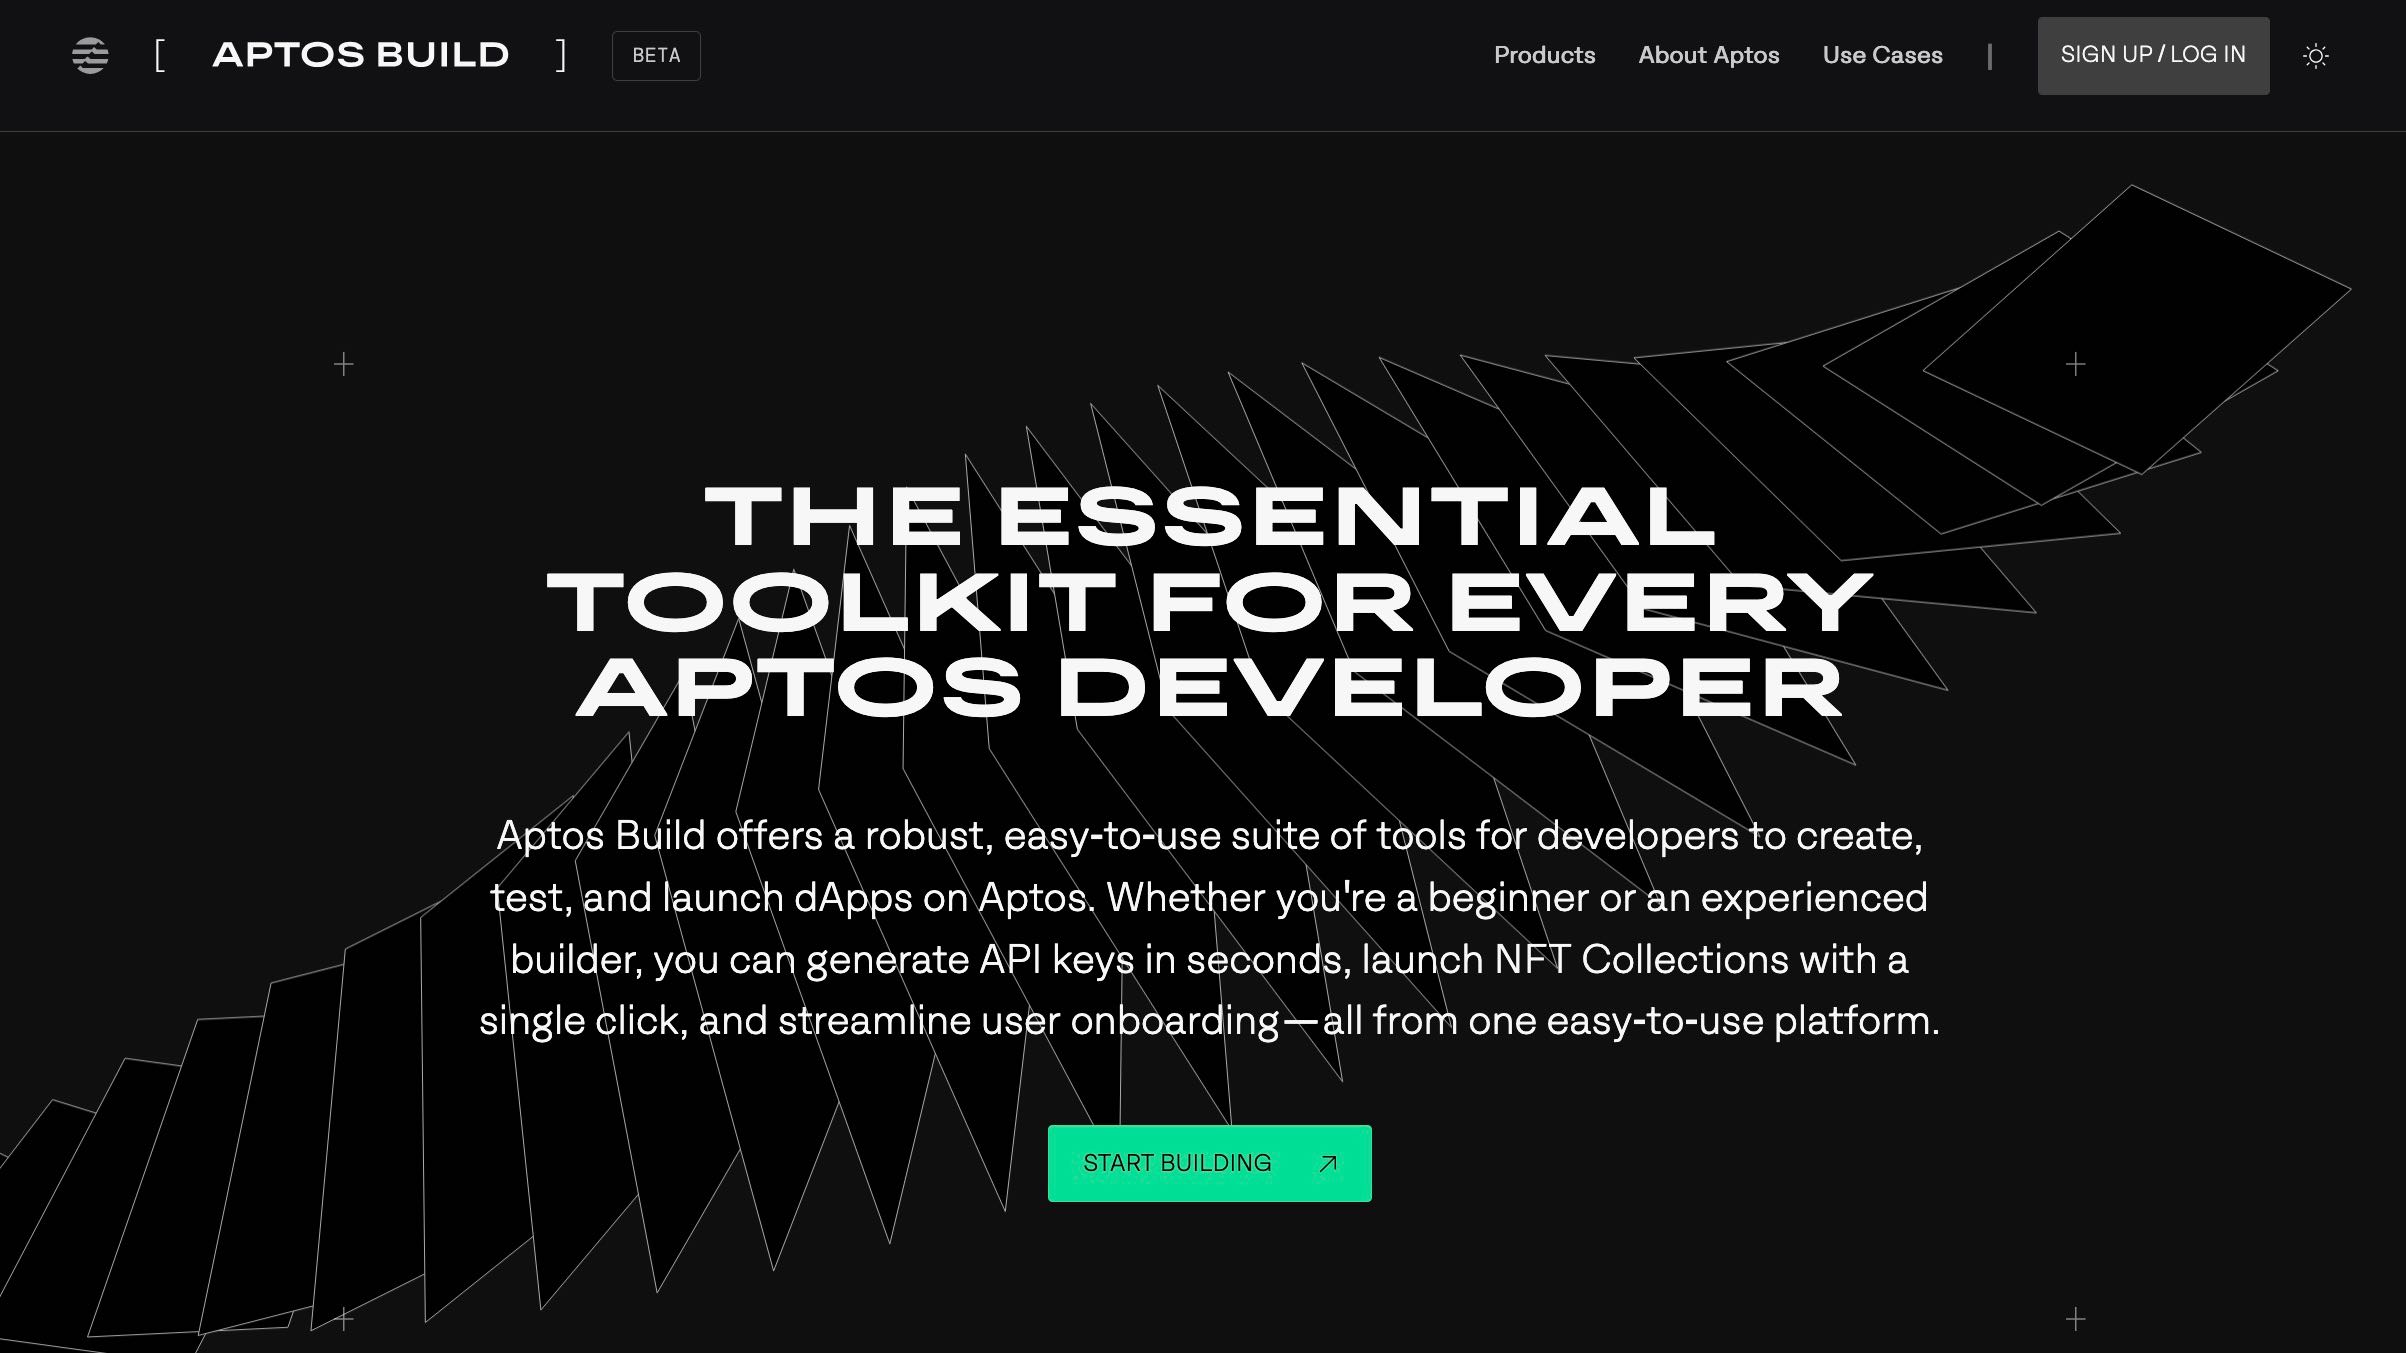 [ APTOS BUILD ] BETA
Products About Aptos Use Cases | SIGN UP / LOG IN
THE ESSENTIAL
TOOLKIT FOR EVERY
APTOS DEVELOPER
Aptos Build offers a robust, easy-to-use suite of tools for developers to create,
test, and launch dApps on Aptos. Whether you're a beginner or an experienced
builder, you can generate API keys in seconds, launch NFT Collections with a
single click, and streamline user onboarding—all from one easy-to-use platform.
START BUILDING